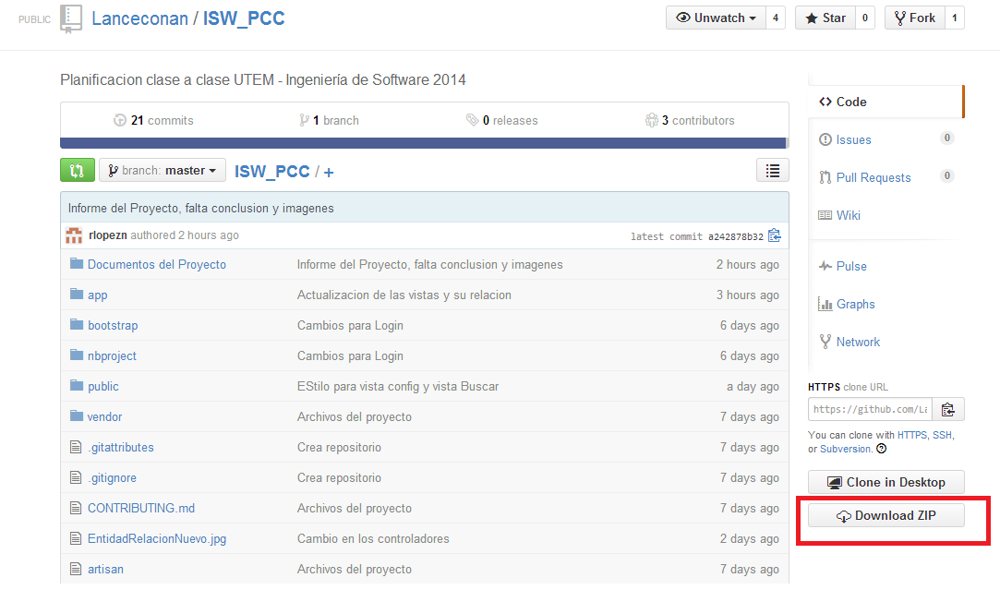 PUBLIC Lanceconan / ISW_PCC Unwatch 4 Star 0 Fork 1
Planificacion clase a clase UTEM - Ingeniería de Software 2014
21 commits 1 branch 0 releases 3 contributors
branch: master ISW_PCC / +
Informe del Proyecto, falta conclusion y imagenes
rlopezn authored 2 hours ago latest commit a242878b32
Documentos del Proyecto Informe del Proyecto, falta conclusion y imagenes 2 hours ago
app Actualizacion de las vistas y su relacion 3 hours ago
bootstrap Cambios para Login 6 days ago
nbproject Cambios para Login 6 days ago
public EStilo para vista config y vista Buscar a day ago
vendor Archivos del proyecto 7 days ago
.gitattributes Crea repositorio 7 days ago
.gitignore Crea repositorio 7 days ago
CONTRIBUTING.md Archivos del proyecto 7 days ago
EntidadRelacionNuevo.jpg Cambio en los controladores 2 days ago
artisan Archivos del proyecto 7 days ago
Code
Issues 0
Pull Requests 0
Wiki
Pulse
Graphs
Network
HTTPS clone URL
https://github.com/La
You can clone with HTTPS, SSH,
or Subversion.
Clone in Desktop
Download ZIP